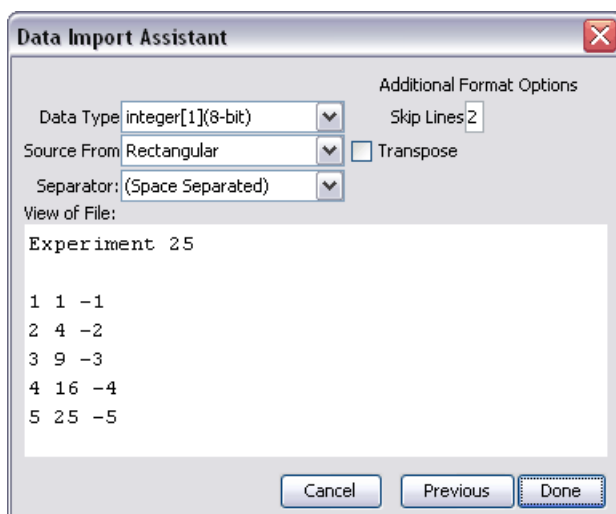 Data Import Assistant
Additional Format Options
Data Type integer[1](8-bit) Skip Lines 2
Source From Rectangular Transpose
Separator: (Space Separated)
View of File:
Experiment 25
1 1 -1
2 4 -2
3 9 -3
4 16 -4
5 25 -5
Cancel Previous Done